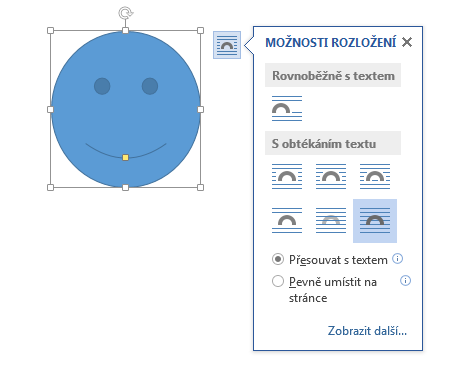 MOŽNOSTI ROZLOŽENÍ
Rovnoběžně s textem
S obtékáním textu
Přesouvat s textem
Pevně umístit na
stránce
Zobrazit další...